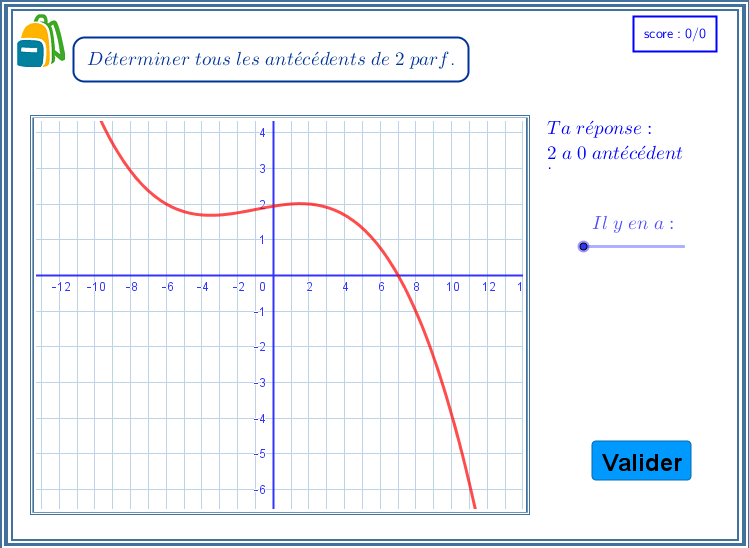 score : 0/0
Déterminer tous les antécédents de 2 par f.
Ta réponse :
2 a 0 antécédent
.
Il y en a :
4
3
2
1
-12 -10 -8 -6 -4 -2 0 2 4 6 8 10 12 1
-1
-2
-3
-4
-5
-6
Valider